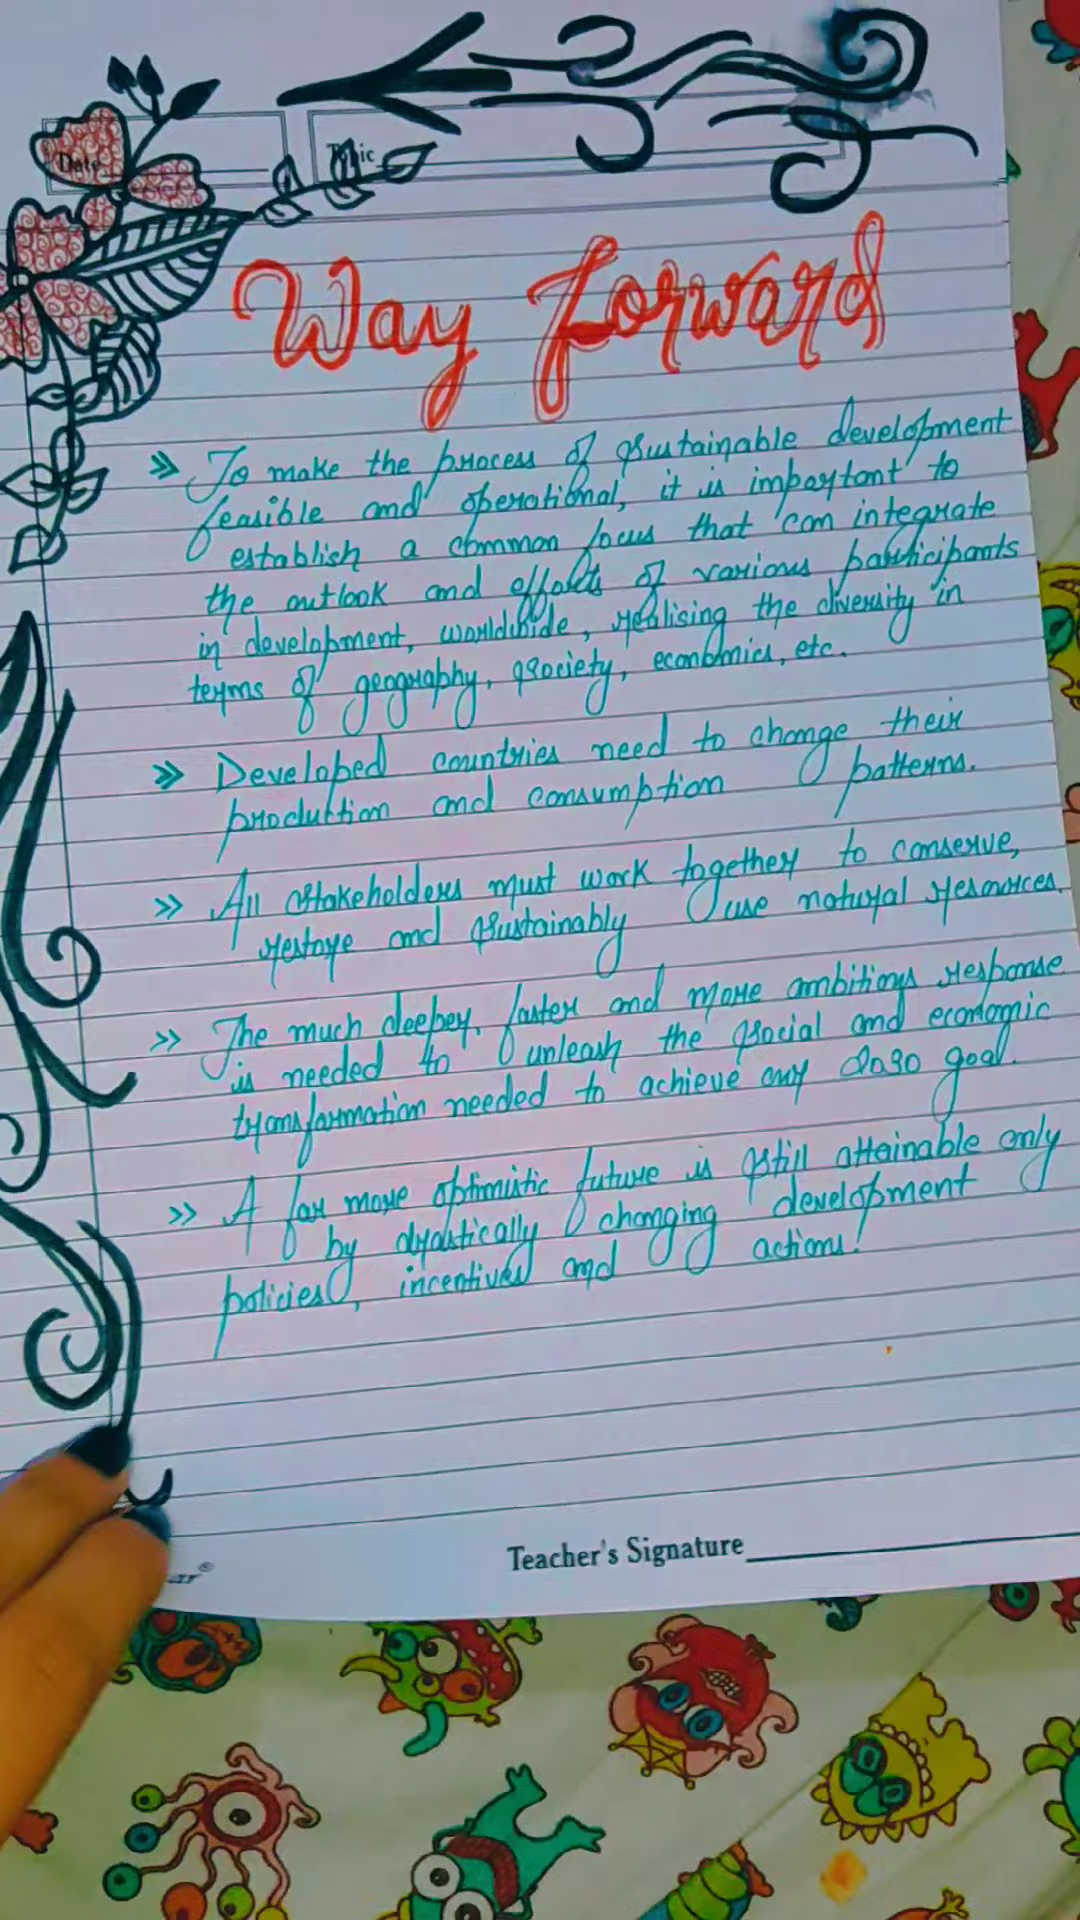 Date
Topic
Way forward
» To make the process of sustainable development
feasible and operational, it is important to
establish a common focus that can integrate
the outlook and efforts of various participants
in development, worldwide, realising the diversity in
terms of geography, society, economics, etc.
» Developed countries need to change their
production and consumption patterns.
» All stakeholders must work together to conserve,
restore and sustainably use natural resources.
» The much deeper, faster and more ambitious response
is needed to unleash the social and economic
transformation needed to achieve our 2030 goal.
» A far more optimistic future is still attainable only
by drastically changing development
policies, incentives and actions!
Teacher's Signature